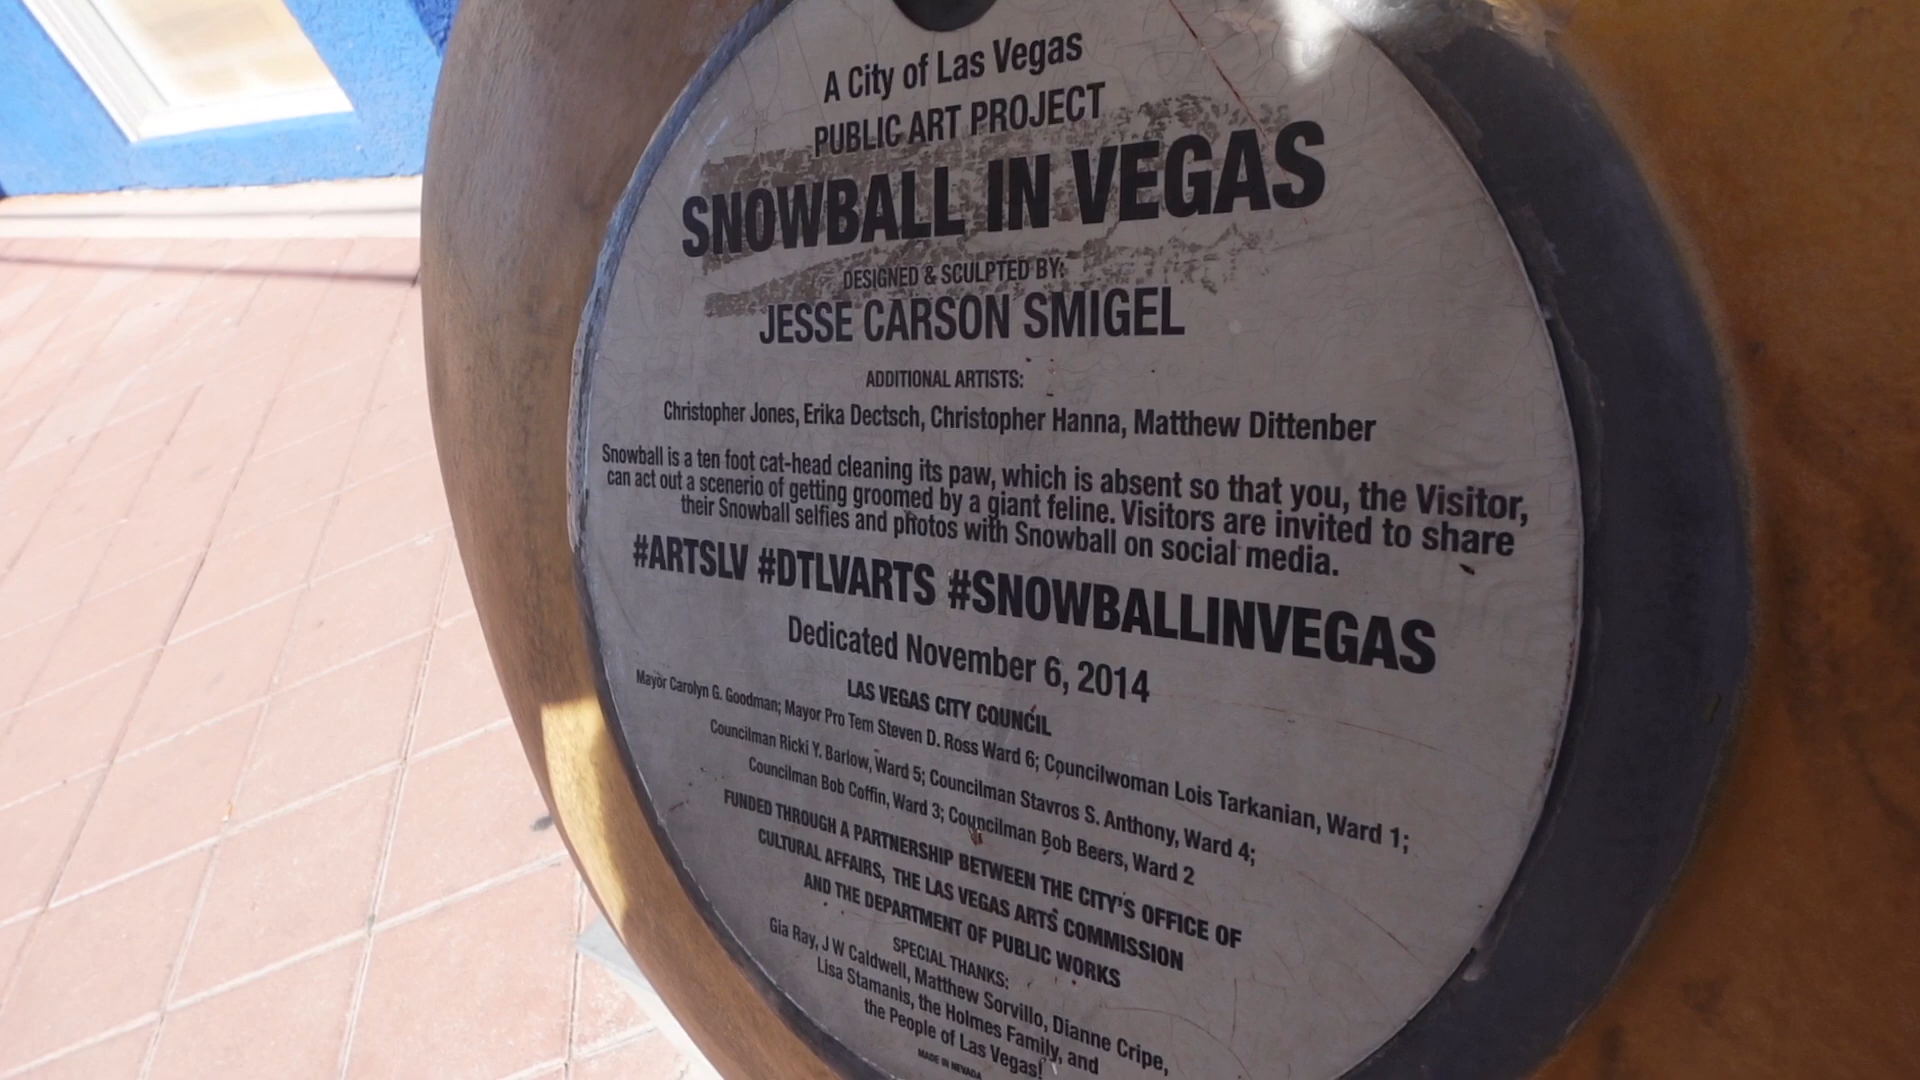 A City of Las Vegas
PUBLIC ART PROJECT
SNOWBALL IN VEGAS
DESIGNED & SCULPTED BY:
JESSE CARSON SMIGEL
ADDITIONAL ARTISTS:
Christopher Jones, Erika Dectsch, Christopher Hanna, Matthew Dittenber
Snowball is a ten foot cat-head cleaning its paw, which is absent so that you, the Visitor,
can act out a scenerio of getting groomed by a giant feline. Visitors are invited to share
their Snowball selfies and photos with Snowball on social media.
#ARTSLV #DTLVARTS #SNOWBALLINVEGAS
Dedicated November 6, 2014
LAS VEGAS CITY COUNCIL
Mayor Carolyn G. Goodman; Mayor Pro Tem Steven D. Ross Ward 6; Councilwoman Lois Tarkanian, Ward 1;
Councilman Ricki Y. Barlow, Ward 5; Councilman Stavros S. Anthony, Ward 4;
Councilman Bob Coffin, Ward 3; Councilman Bob Beers, Ward 2
FUNDED THROUGH A PARTNERSHIP BETWEEN THE CITY'S OFFICE OF
CULTURAL AFFAIRS, THE LAS VEGAS ARTS COMMISSION
AND THE DEPARTMENT OF PUBLIC WORKS
SPECIAL THANKS:
Gia Ray, J W Caldwell, Matthew Sorvillo, Dianne Cripe,
Lisa Stamanis, the Holmes Family, and
the People of Las Vegas!
MADE IN NEVADA